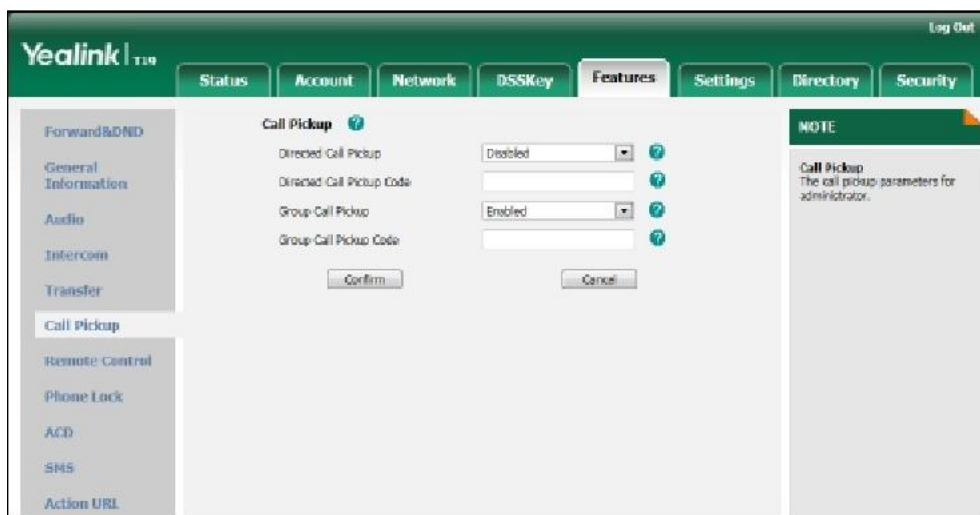 Log Out
Yealink T19
Status Account Network DSSKey Features Settings Directory Security
Forward&DND
General
Information
Audio
Intercom
Transfer
Call Pickup
Remote Control
Phone Lock
ACD
SMS
Action URL
Call Pickup ?
Directed Call Pickup Disabled ?
Directed Call Pickup Code ?
Group Call Pickup Enabled ?
Group Call Pickup Code ?
Confirm Cancel
NOTE
Call Pickup
The call pickup parameters for
administrator.